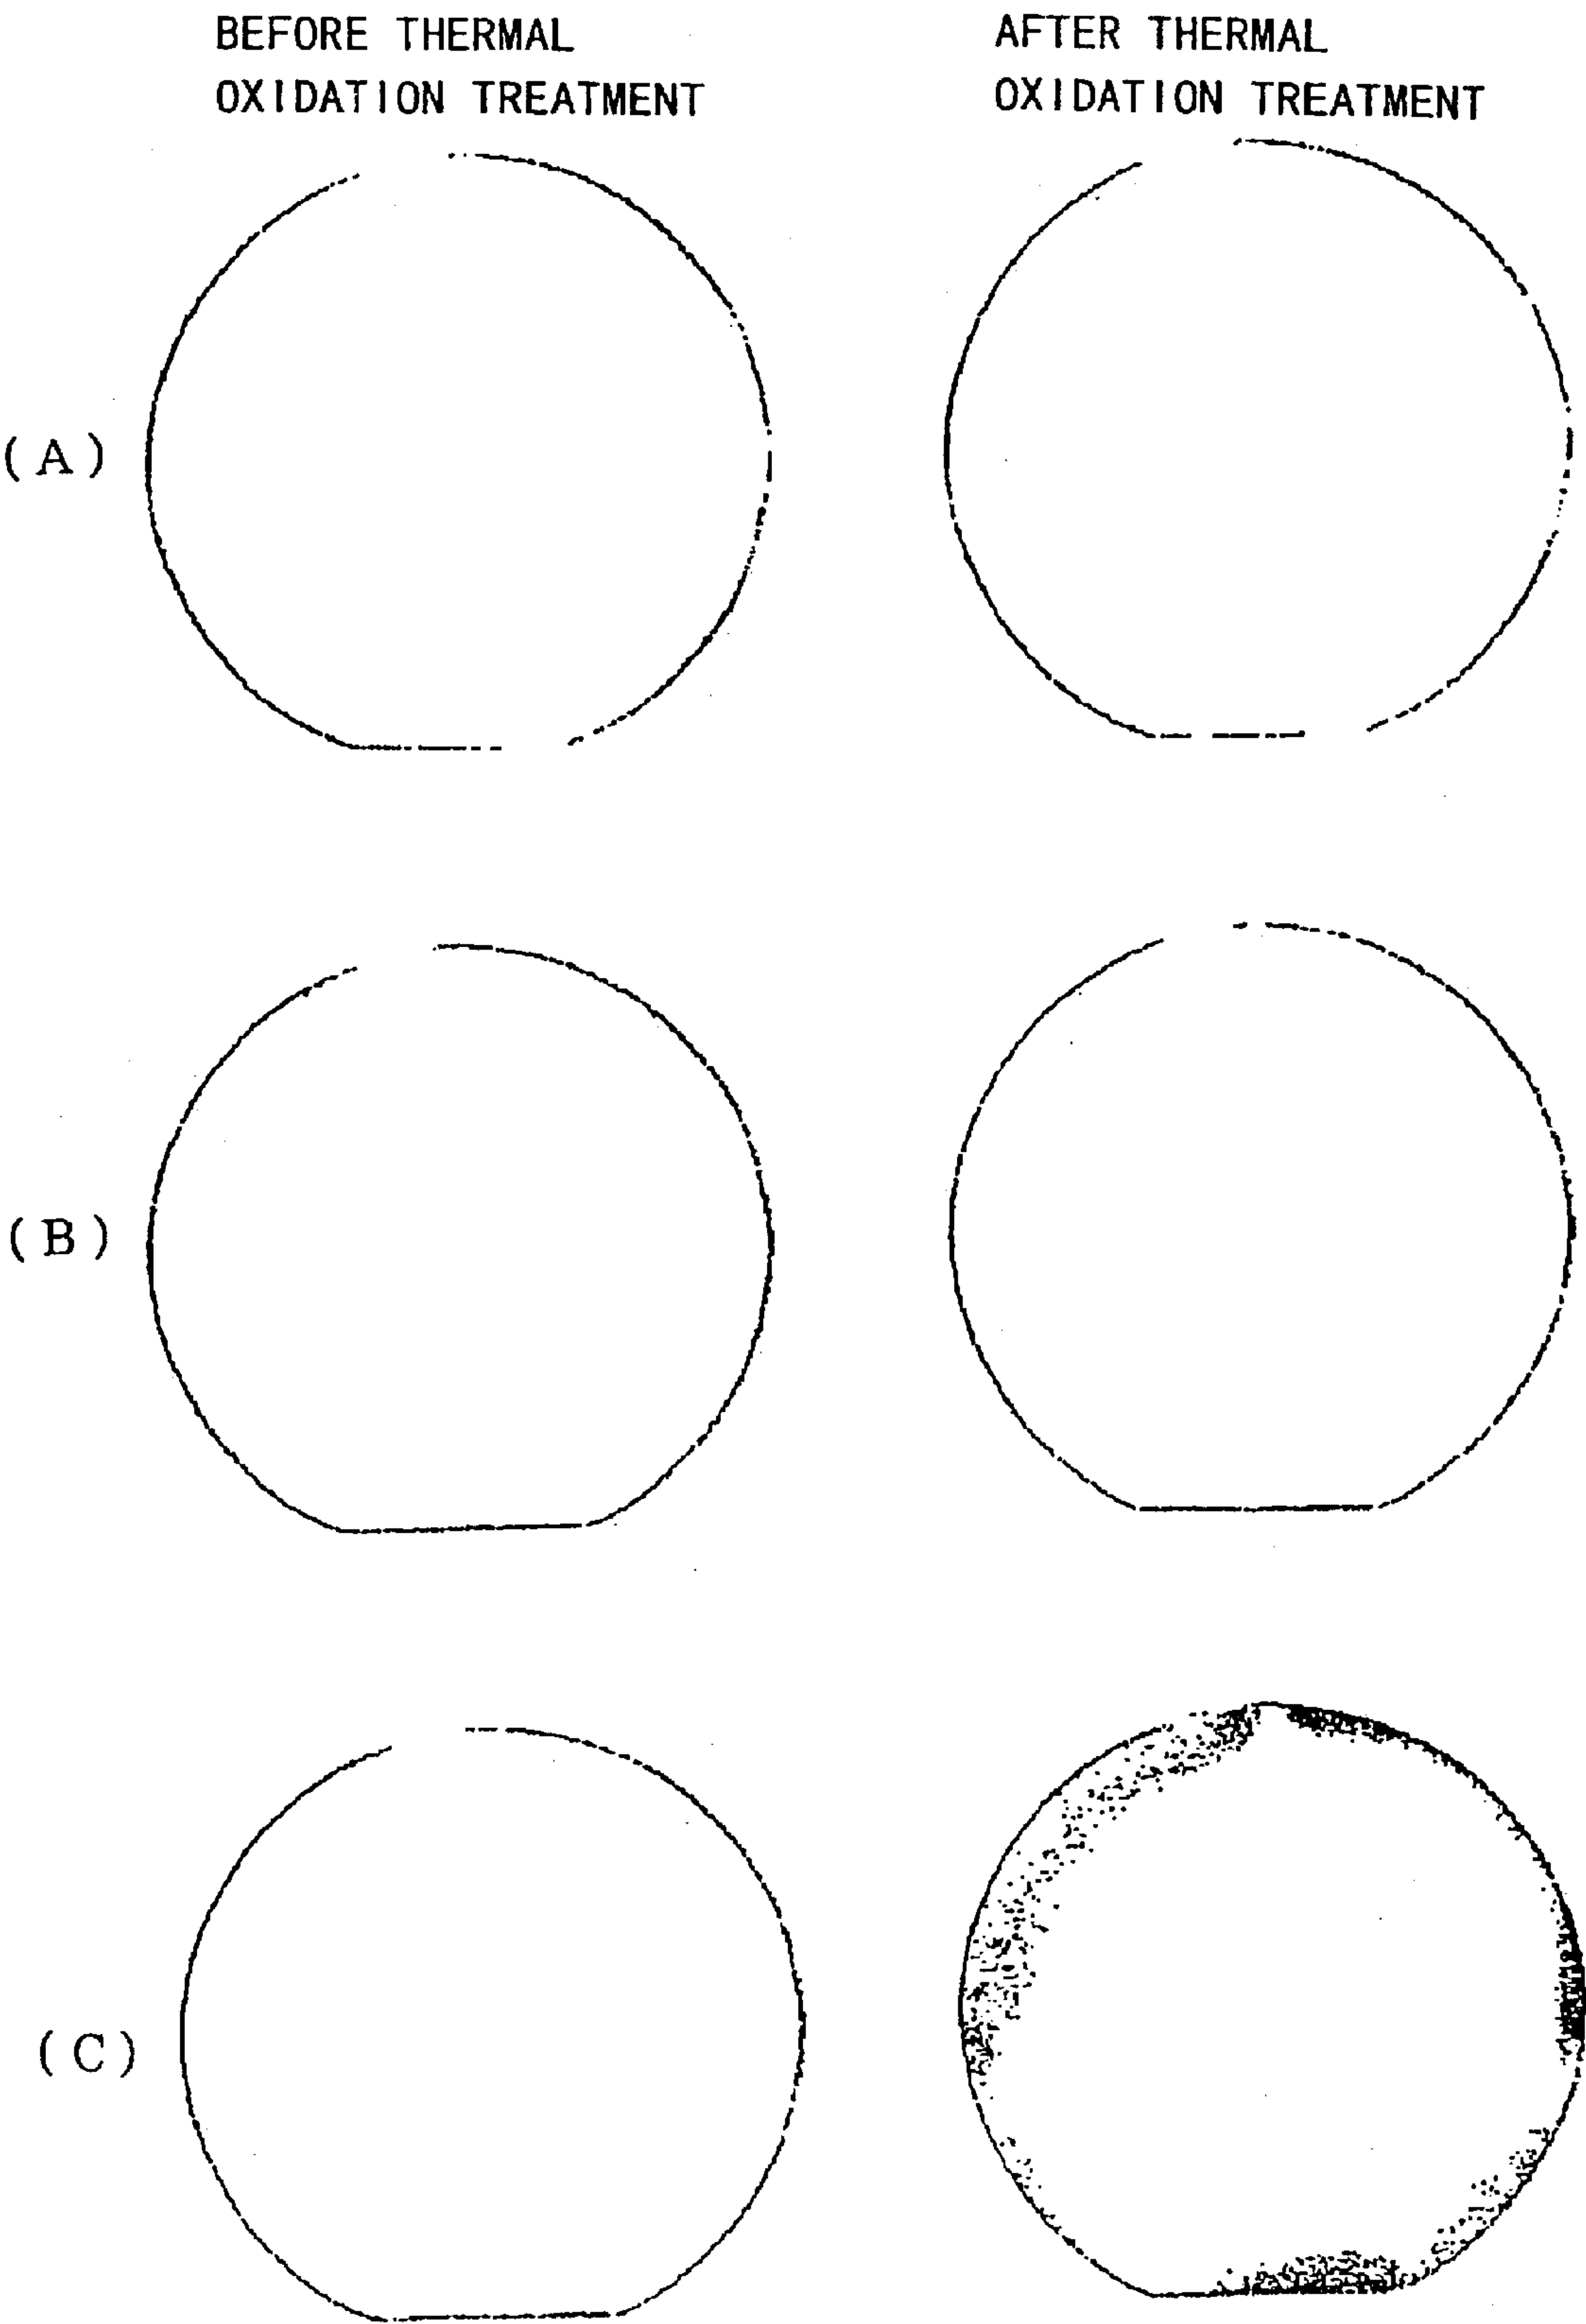 BEFORE THERMAL
OXIDATION TREATMENT
AFTER THERMAL
OXIDATION TREATMENT
(A)
(B)
(C)